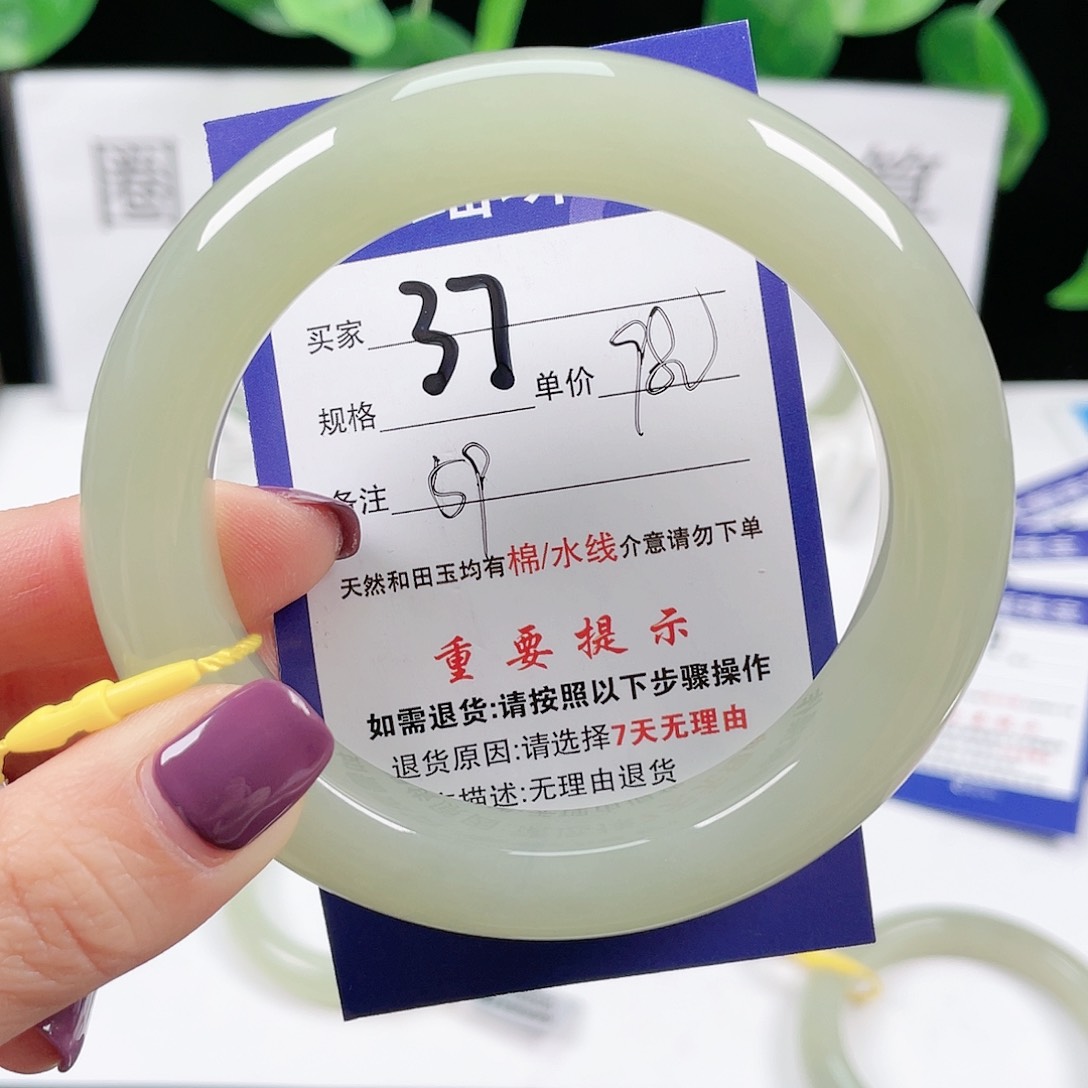 圈 算
买家 37
规格 单价 780
备注 59
天然和田玉均有棉/水线介意请勿下单
重要提示
如需退货:请按照以下步骤操作
退货原因:请选择7天无理由
描述:无理由退货